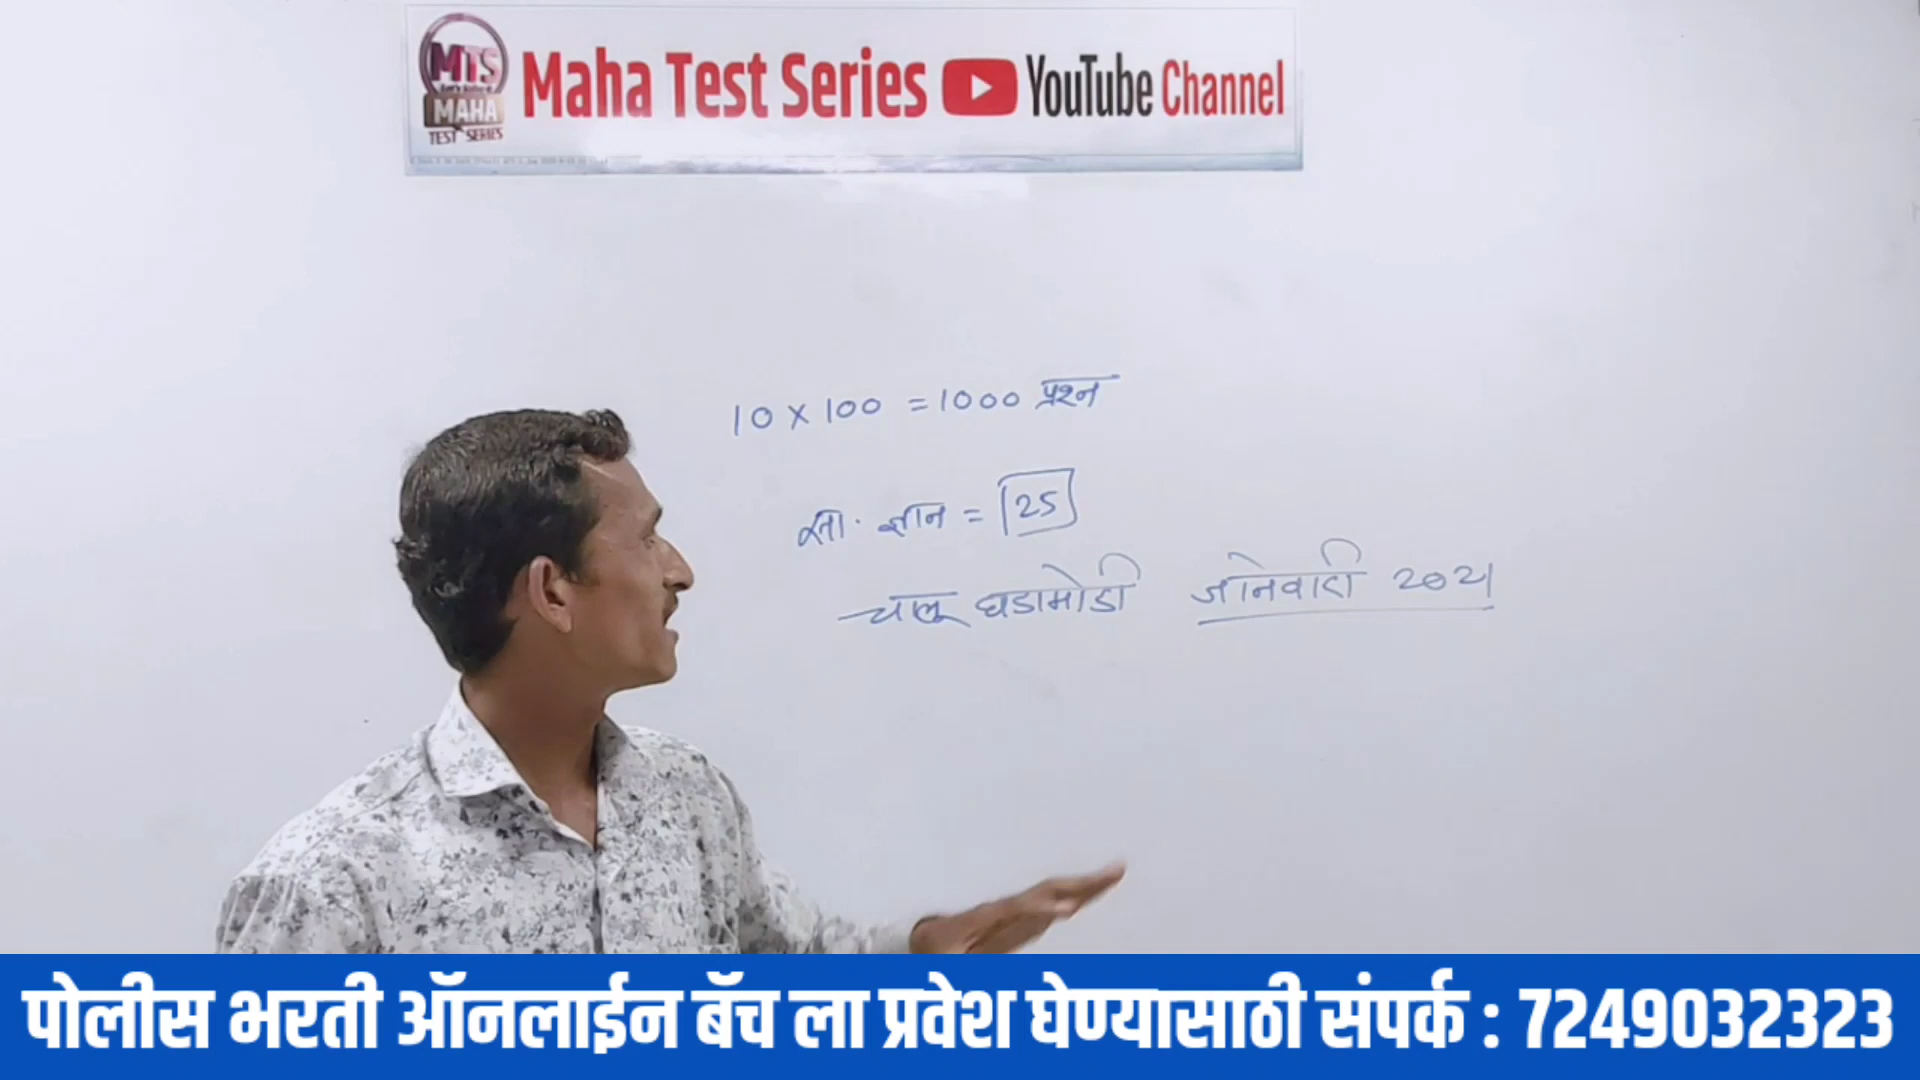 MTS
MAHA
TEST SERIES
Maha Test Series YouTube Channel
10 x 100 = 1000 प्रश्न
सा. ज्ञान = 25
चालू घडामोडी जानेवारी 2021
पोलीस भरती ऑनलाईन बॅच ला प्रवेश घेण्यासाठी संपर्क : 7249032323